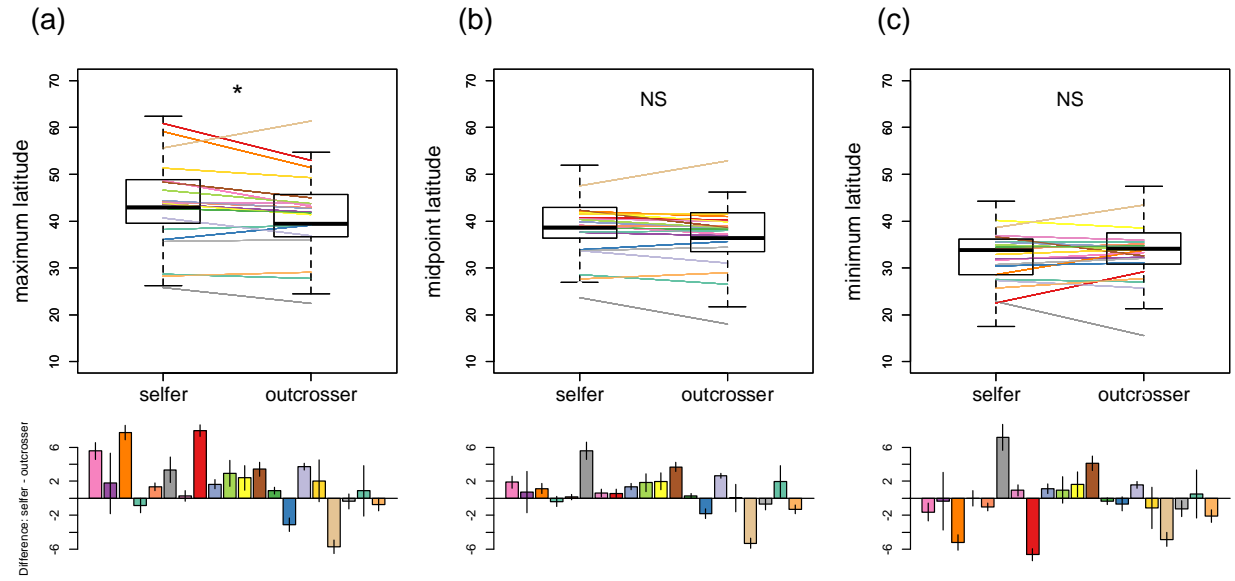 (a)
(b)
(c)
maximum latitude
10 20 30 40 50 60 70
*
selfer outcrosser
midpoint latitude
10 20 30 40 50 60 70
NS
selfer outcrosser
minimum latitude
10 20 30 40 50 60 70
NS
selfer outcrosser
Difference: selfer - outcrosser
-6 -2 2 6
-6 -2 2 6
-6 -2 2 6